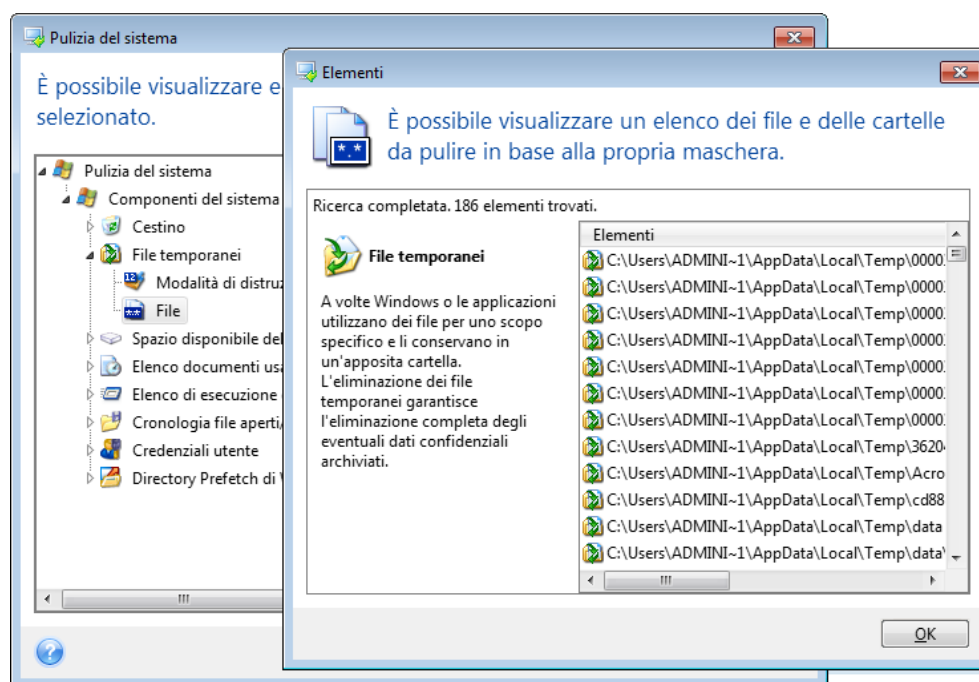 Pulizia del sistema
È possibile visualizzare e
selezionato.
Pulizia del sistema
Componenti del sistema
Cestino
File temporanei
Modalità di distruz
File
Spazio disponibile del
Elenco documenti usa
Elenco di esecuzione
Cronologia file aperti/
Credenziali utente
Directory Prefetch di
Elementi
È possibile visualizzare un elenco dei file e delle cartelle
da pulire in base alla propria maschera.
Ricerca completata. 186 elementi trovati.
File temporanei
A volte Windows o le applicazioni
utilizzano dei file per uno scopo
specifico e li conservano in
un'apposita cartella.
L'eliminazione dei file
temporanei garantisce
l'eliminazione completa degli
eventuali dati confidenziali
archiviati.
Elementi
C:\Users\ADMINI~1\AppData\Local\Temp\0000
C:\Users\ADMINI~1\AppData\Local\Temp\0000
C:\Users\ADMINI~1\AppData\Local\Temp\0000
C:\Users\ADMINI~1\AppData\Local\Temp\0000
C:\Users\ADMINI~1\AppData\Local\Temp\0000
C:\Users\ADMINI~1\AppData\Local\Temp\0000
C:\Users\ADMINI~1\AppData\Local\Temp\0000
C:\Users\ADMINI~1\AppData\Local\Temp\3620
C:\Users\ADMINI~1\AppData\Local\Temp\Acro
C:\Users\ADMINI~1\AppData\Local\Temp\cd88
C:\Users\ADMINI~1\AppData\Local\Temp\data
C:\Users\ADMINI~1\AppData\Local\Temp\data\
OK